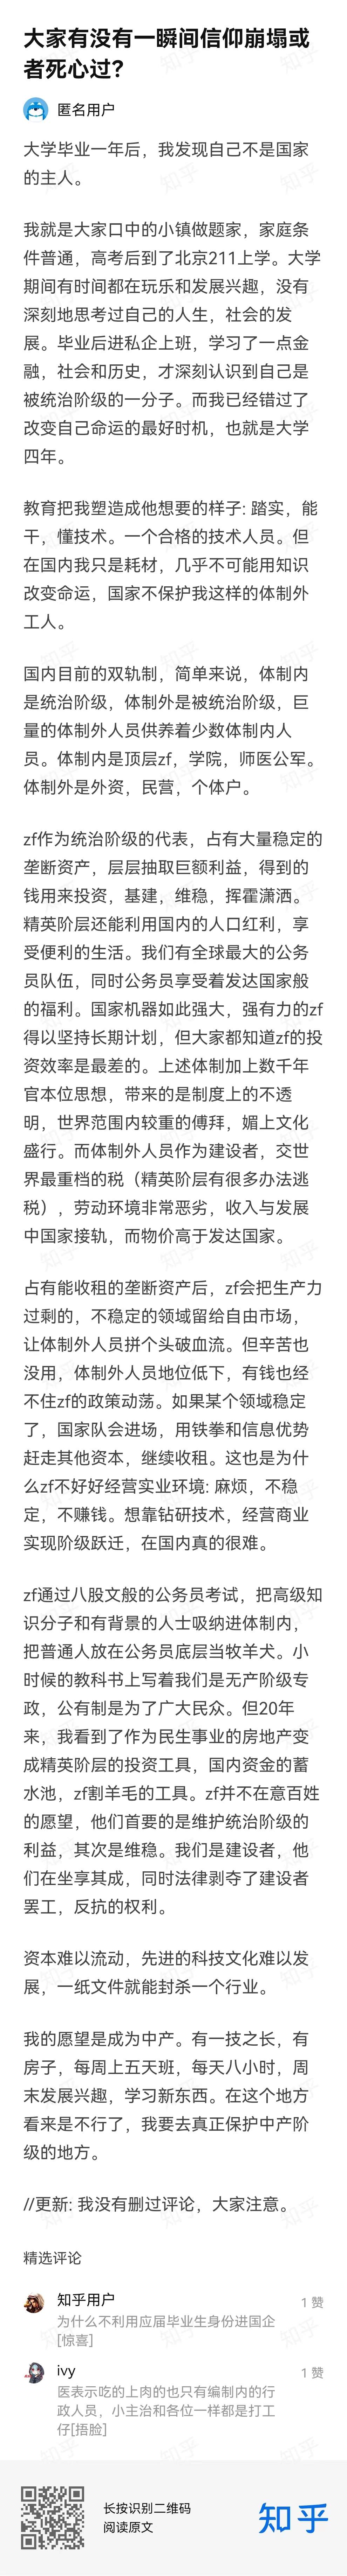 大家有没有一瞬间信仰崩塌或
者死心过？
匿名用户
大学毕业一年后，我发现自己不是国家
的主人。
我就是大家口中的小镇做题家，家庭条
件普通，高考后到了北京211上学。大学
期间有时间都在玩乐和发展兴趣，没有
深刻地思考过自己的人生，社会的发
展。毕业后进私企上班，学习了一点金
融，社会和历史，才深刻认识到自己是
被统治阶级的一分子。而我已经错过了
改变自己命运的最好时机，也就是大学
四年。
教育把我塑造成他想要的样子: 踏实，能
干，懂技术。一个合格的技术人员。但
在国内我只是耗材，几乎不可能用知识
改变命运，国家不保护我这样的体制外
工人。
国内目前的双轨制，简单来说，体制内
是统治阶级，体制外是被统治阶级，巨
量的体制外人员供养着少数体制内人
员。体制内是顶层zf，学院，师医公军。
体制外是外资，民营，个体户。
zf作为统治阶级的代表，占有大量稳定的
垄断资产，层层抽取巨额利益，得到的
钱用来投资，基建，维稳，挥霍潇洒。
精英阶层还能利用国内的人口红利，享
受便利的生活。我们有全球最大的公务
员队伍，同时公务员享受着发达国家般
的福利。国家机器如此强大，强有力的zf
得以坚持长期计划，但大家都知道zf的投
资效率是最差的。上述体制加上数千年
官本位思想，带来的是制度上的不透
明，世界范围内较重的傅拜，媚上文化
盛行。而体制外人员作为建设者，交世
界最重档的税（精英阶层有很多办法逃
税），劳动环境非常恶劣，收入与发展
中国家接轨，而物价高于发达国家。
占有能收租的垄断资产后，zf会把生产力
过剩的，不稳定的领域留给自由市场，
让体制外人员拼个头破血流。但辛苦也
没用，体制外人员地位低下，有钱也经
不住zf的政策动荡。如果某个领域稳定
了，国家队会进场，用铁拳和信息优势
赶走其他资本，继续收租。这也是为什
么zf不好好经营实业环境: 麻烦，不稳
定，不赚钱。想靠钻研技术，经营商业
实现阶级跃迁，在国内真的很难。
zf通过八股文般的公务员考试，把高级知
识分子和有背景的人士吸纳进体制内，
把普通人放在公务员底层当牧羊犬。小
时候的教科书上写着我们是无产阶级专
政，公有制是为了广大民众。但20年
来，我看到了作为民生事业的房地产变
成精英阶层的投资工具，国内资金的蓄
水池，zf割羊毛的工具。zf并不在意百姓
的愿望，他们首要的是维护统治阶级的
利益，其次是维稳。我们是建设者，他
们在坐享其成，同时法律剥夺了建设者
罢工，反抗的权利。
资本难以流动，先进的科技文化难以发
展，一纸文件就能封杀一个行业。
我的愿望是成为中产。有一技之长，有
房子，每周上五天班，每天八小时，周
末发展兴趣，学习新东西。在这个地方
看来是不行了，我要去真正保护中产阶
级的地方。
//更新: 我没有删过评论，大家注意。
精选评论
知乎用户
1 赞
为什么不利用应届毕业生身份进国企
[惊喜]
ivy
1 赞
医表示吃的上肉的也只有编制内的行
政人员，小主治和各位一样都是打工
仔[捂脸]
长按识别二维码
阅读原文
知乎